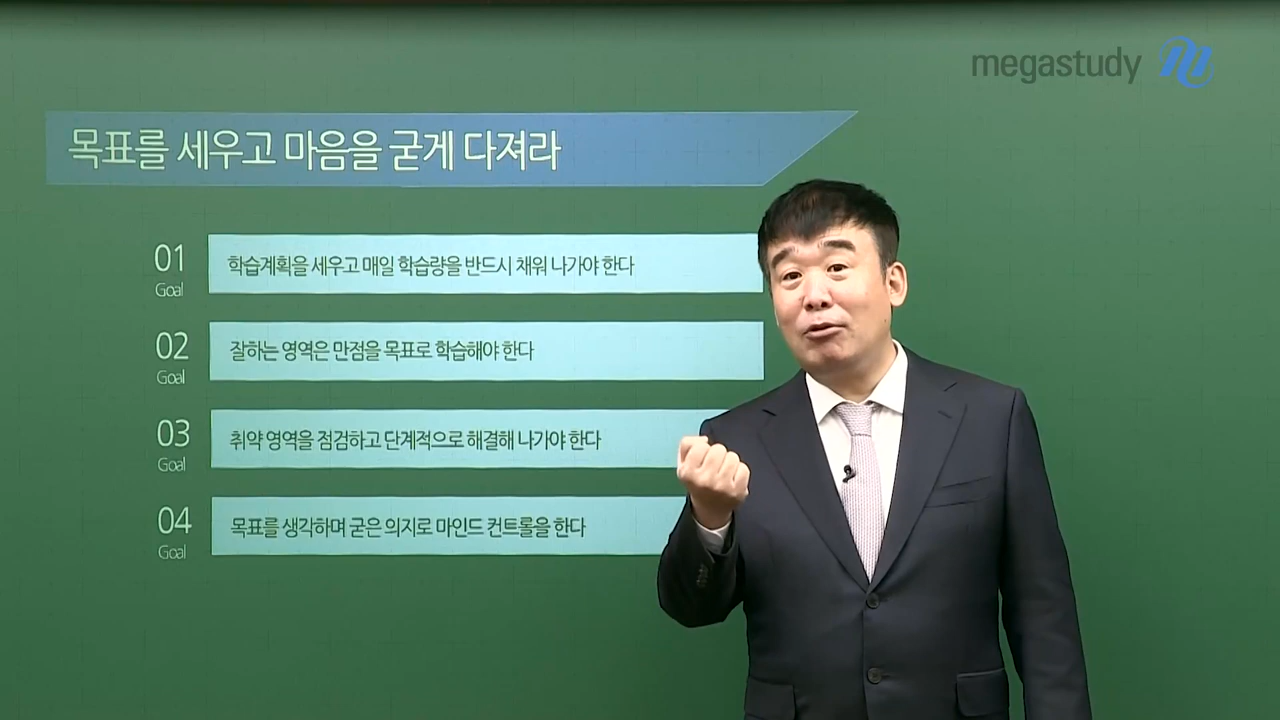 megastudy
목표를 세우고 마음을 굳게 다져라
01
Goal
학습계획을 세우고 매일 학습량을 반드시 채워 나가야 한다
02
Goal
잘하는 영역은 만점을 목표로 학습해야 한다
03
Goal
취약 영역을 점검하고 단계적으로 해결해 나가야 한다
04
Goal
목표를 생각하며 굳은 의지로 마인드 컨트롤을 한다